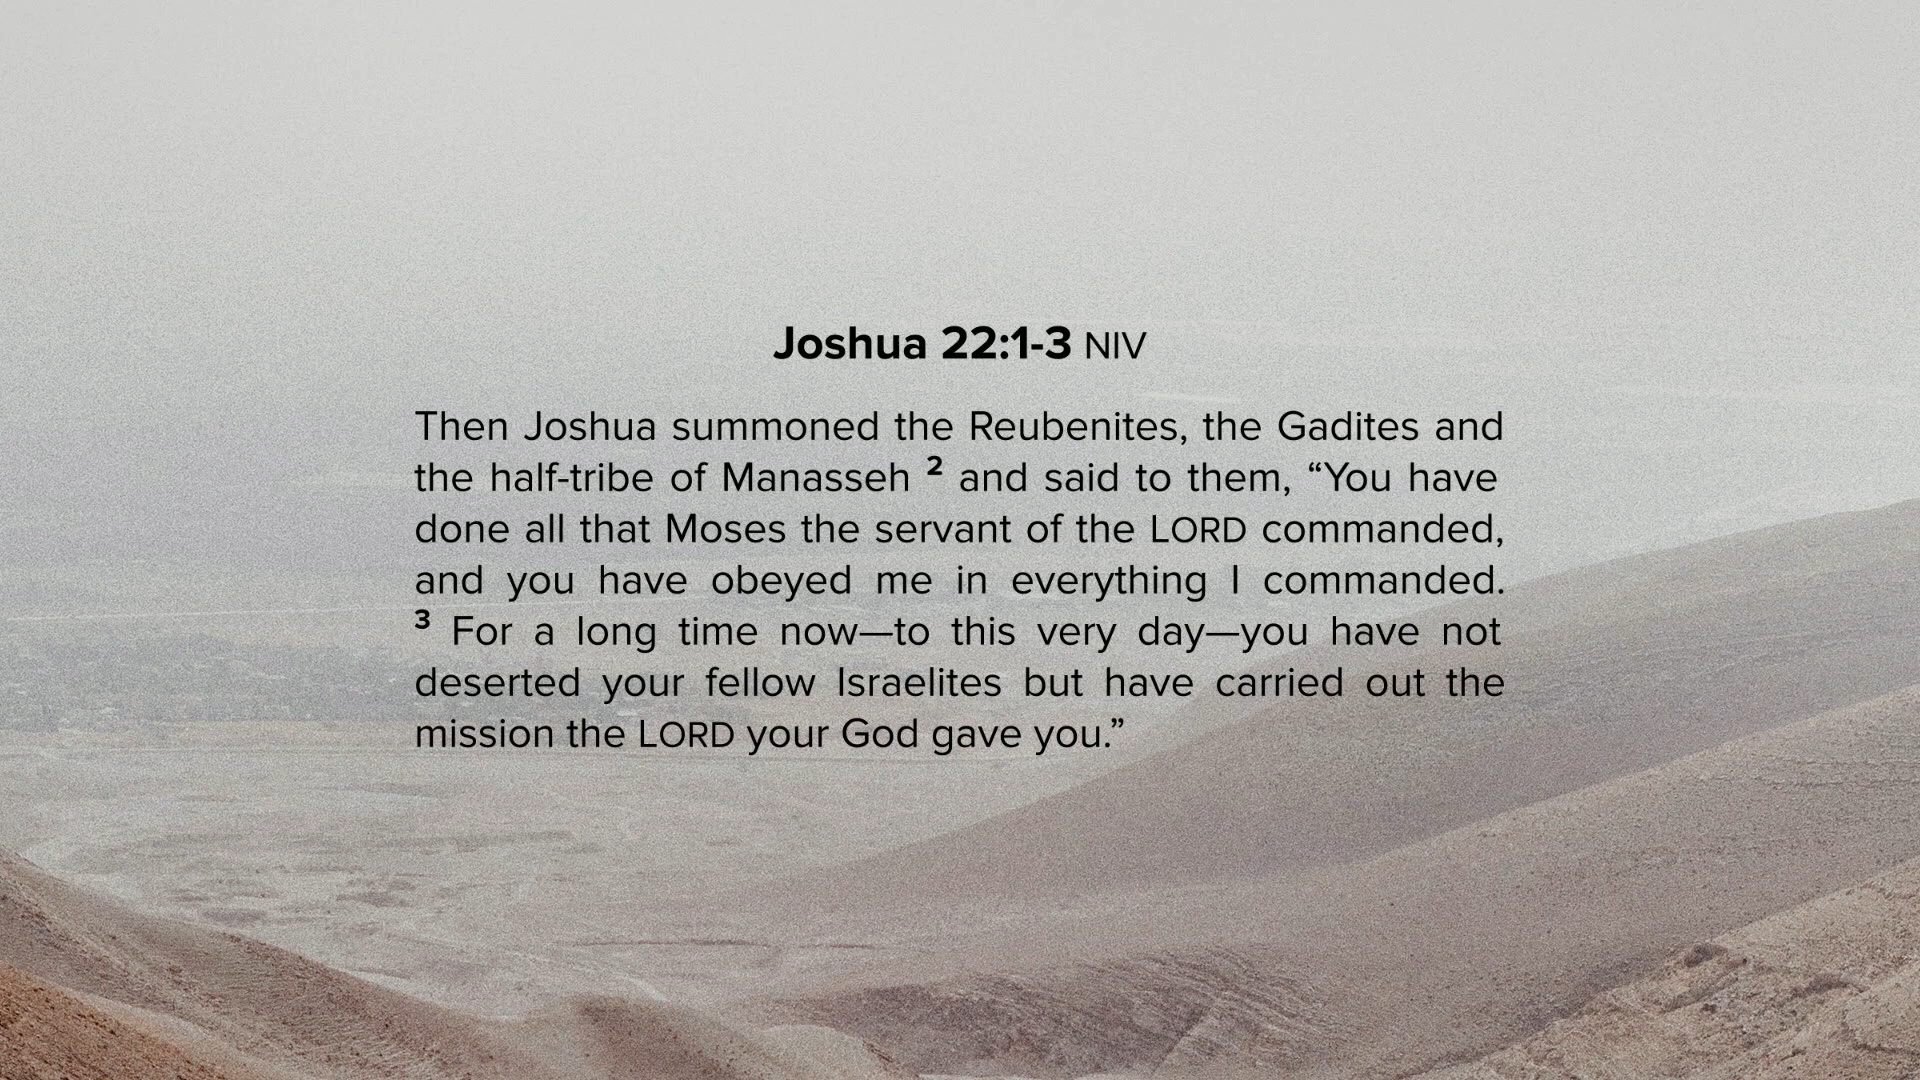 Joshua 22:1-3 NIV
Then Joshua summoned the Reubenites, the Gadites and
the half-tribe of Manasseh ² and said to them, “You have
done all that Moses the servant of the LORD commanded,
and you have obeyed me in everything I commanded.
³ For a long time now—to this very day—you have not
deserted your fellow Israelites but have carried out the
mission the LORD your God gave you.”